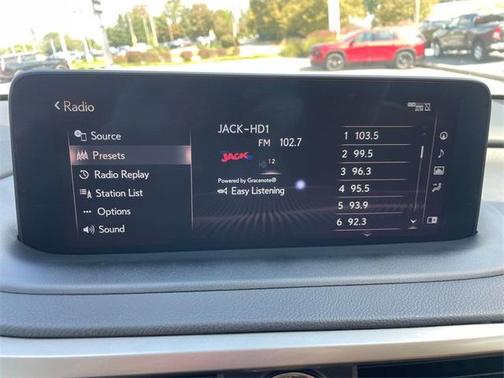 Radio
Source
Presets
Radio Replay
Station List
Options
Sound
JACK-HD1
FM 102.7
JACK
12
Powered by Gracenote®
Easy Listening
1 103.5
2 99.5
3 96.3
4 95.5
5 93.9
6 92.3